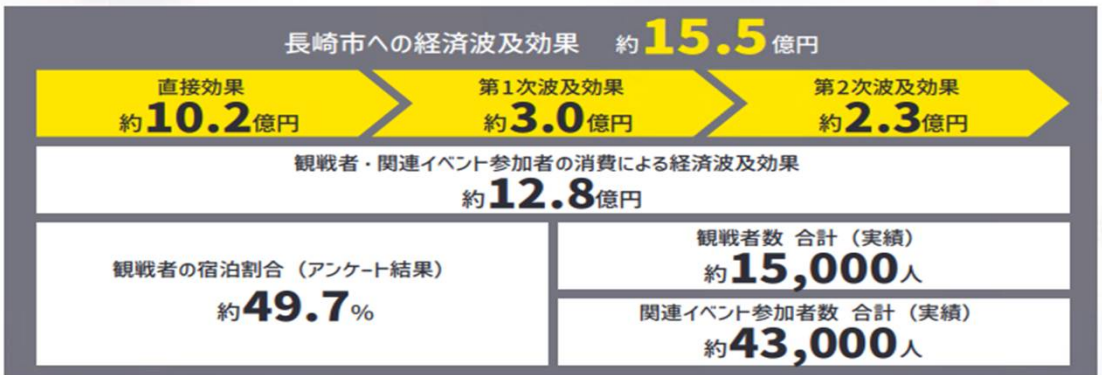 長崎市への経済波及効果 約15.5億円
直接効果
約10.2億円
第1次波及効果
約3.0億円
第2次波及効果
約2.3億円
観戦者・関連イベント参加者の消費による経済波及効果
約12.8億円
観戦者の宿泊割合（アンケート結果）
約49.7%
観戦者数 合計（実績）
約15,000人
関連イベント参加者数 合計（実績）
約43,000人